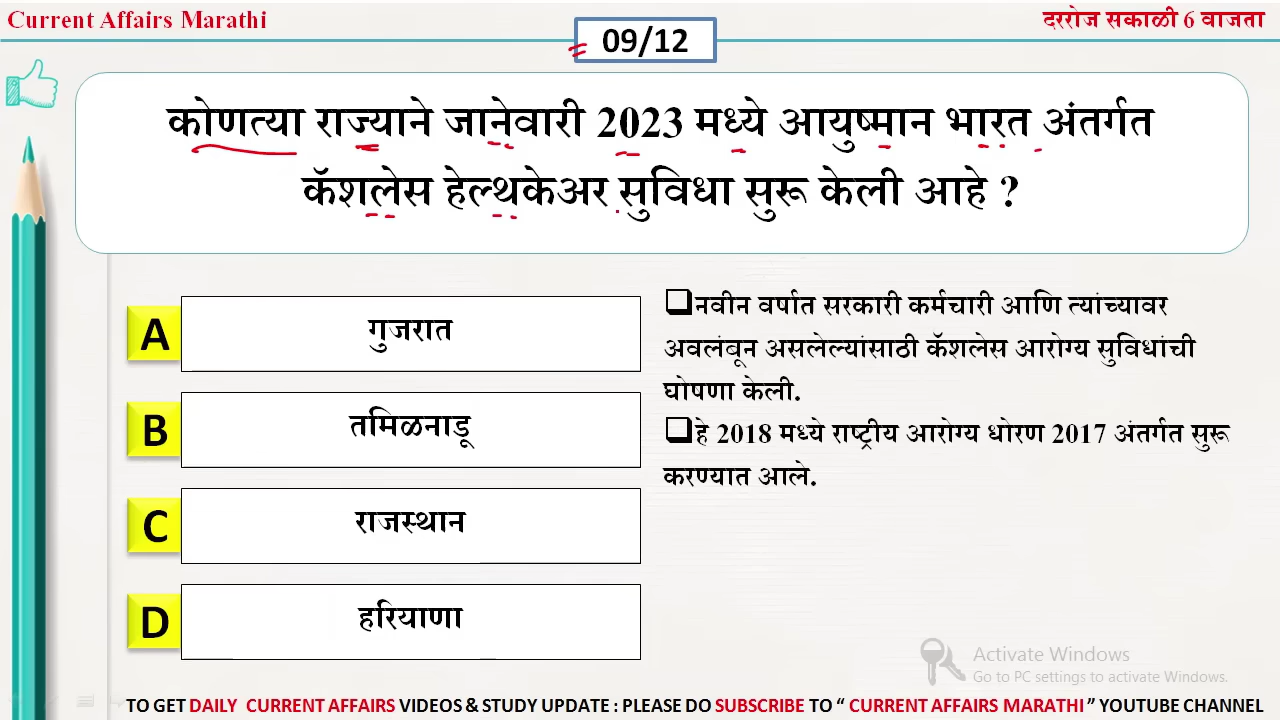 Current Affairs Marathi
दररोज सकाळी 6 वाजता
09/12
कोणत्या राज्याने जानेवारी 2023 मध्ये आयुष्मान भारत अंतर्गत
कॅशलेस हेल्थकेअर सुविधा सुरू केली आहे ?
A गुजरात
B तमिळनाडू
C राजस्थान
D हरियाणा
❑नवीन वर्षात सरकारी कर्मचारी आणि त्यांच्यावर
अवलंबून असलेल्यांसाठी कॅशलेस आरोग्य सुविधांची
घोषणा केली.
❑हे 2018 मध्ये राष्ट्रीय आरोग्य धोरण 2017 अंतर्गत सुरू
करण्यात आले.
Activate Windows
Go to PC settings to activate Windows.
TO GET DAILY CURRENT AFFAIRS VIDEOS & STUDY UPDATE : PLEASE DO SUBSCRIBE TO “ CURRENT AFFAIRS MARATHI ” YOUTUBE CHANNEL